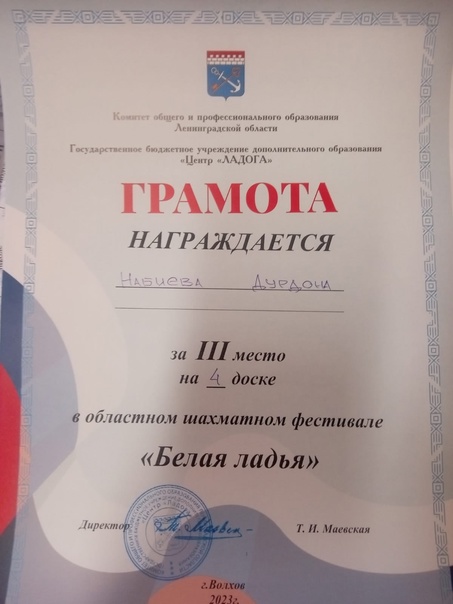 Комитет общего и профессионального образования
Ленинградской области
Государственное бюджетное учреждение дополнительного образования
«Центр «ЛАДОГА»
ГРАМОТА
НАГРАЖДАЕТСЯ
НАБИЕВА ДУРДОНА
за III место
на 4 доске
в областном шахматном фестивале
«Белая ладья»
Директор Т. И. Маевская
г.Волхов
2023г.